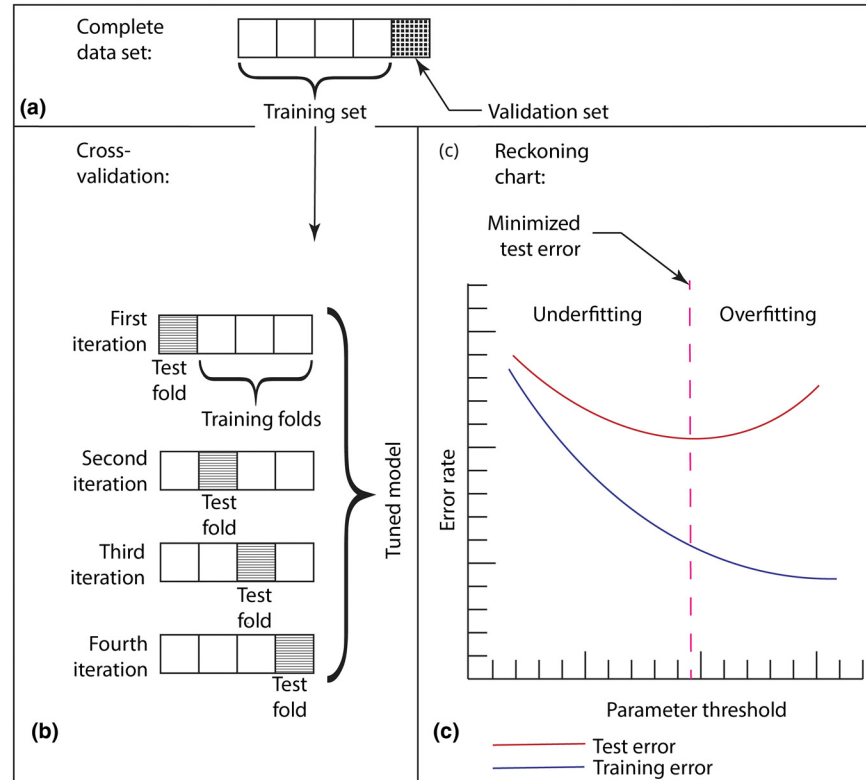 Complete
data set:
(a)
Training set
Validation set
Cross-
validation:
First
iteration
Test
fold
Training folds
Second
iteration
Test
fold
Third
iteration
Test
fold
Fourth
iteration
Test
fold
Tuned model
(b)
(c)
Reckoning
chart:
Minimized
test error
Underfitting
Overfitting
Error rate
Parameter threshold
(c)
Test error
Training error